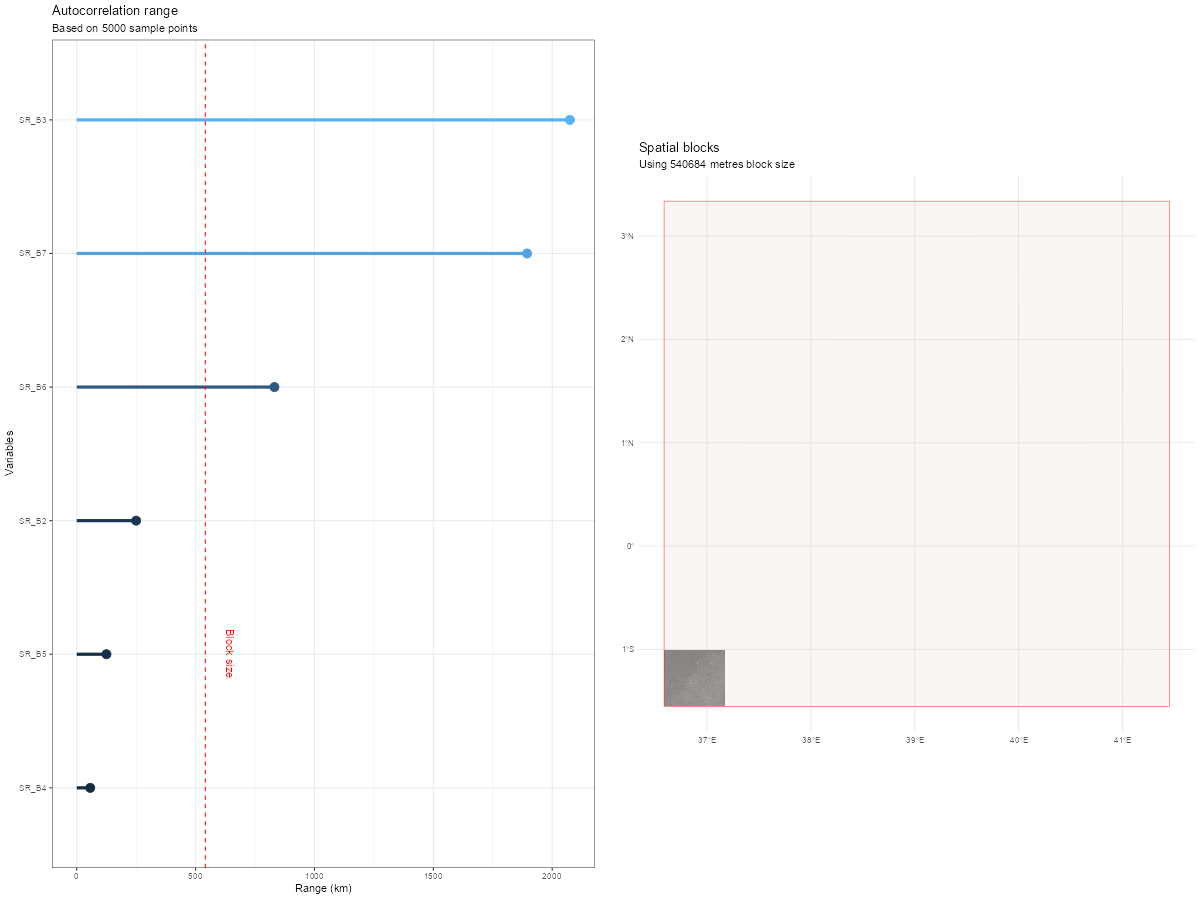 Autocorrelation range
Based on 5000 sample points
SR_B3
SR_B7
SR_B6
SR_B2
SR_B5
SR_B4
Variables
Block size
0
500
1000
1500
2000
Range (km)
Spatial blocks
Using 540684 metres block size
3°N
2°N
1°N
0°
1°S
37°E
38°E
39°E
40°E
41°E